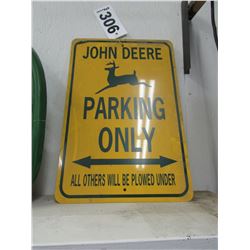 306
JOHN DEERE
PARKING
ONLY
ALL OTHERS WILL BE PLOWED UNDER